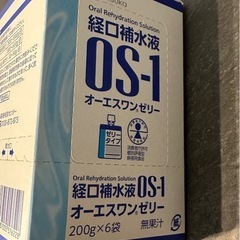 Oral Rehydration Solution
経口補水液
OS-1
オーエスワンゼリー
ゼリー
タイプ
Oral Rehydration Solution
経口補水液 OS-1
オーエスワンゼリー
200g×6袋 無果汁